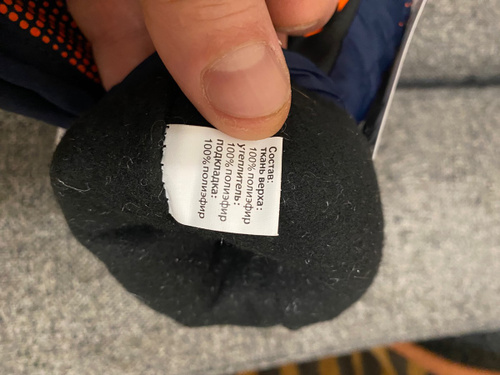 Состав:
ткань верха:
100% полиэфир
утеплитель:
100% полиэфир
подкладка:
100% полиэфир